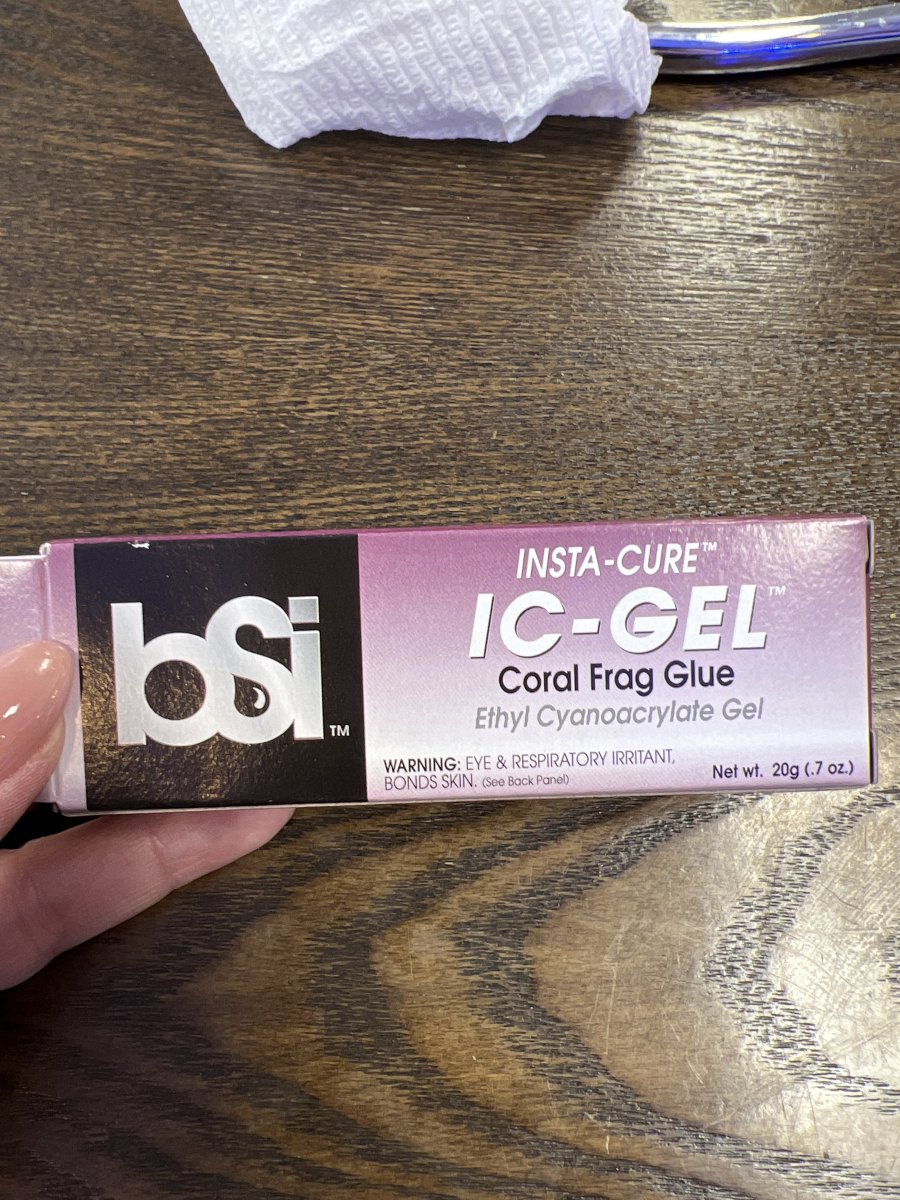 bsi™
INSTA-CURE™
IC-GEL™
Coral Frag Glue
Ethyl Cyanoacrylate Gel
WARNING: EYE & RESPIRATORY IRRITANT,
BONDS SKIN. (See Back Panel)
Net wt. 20g (.7 oz.)